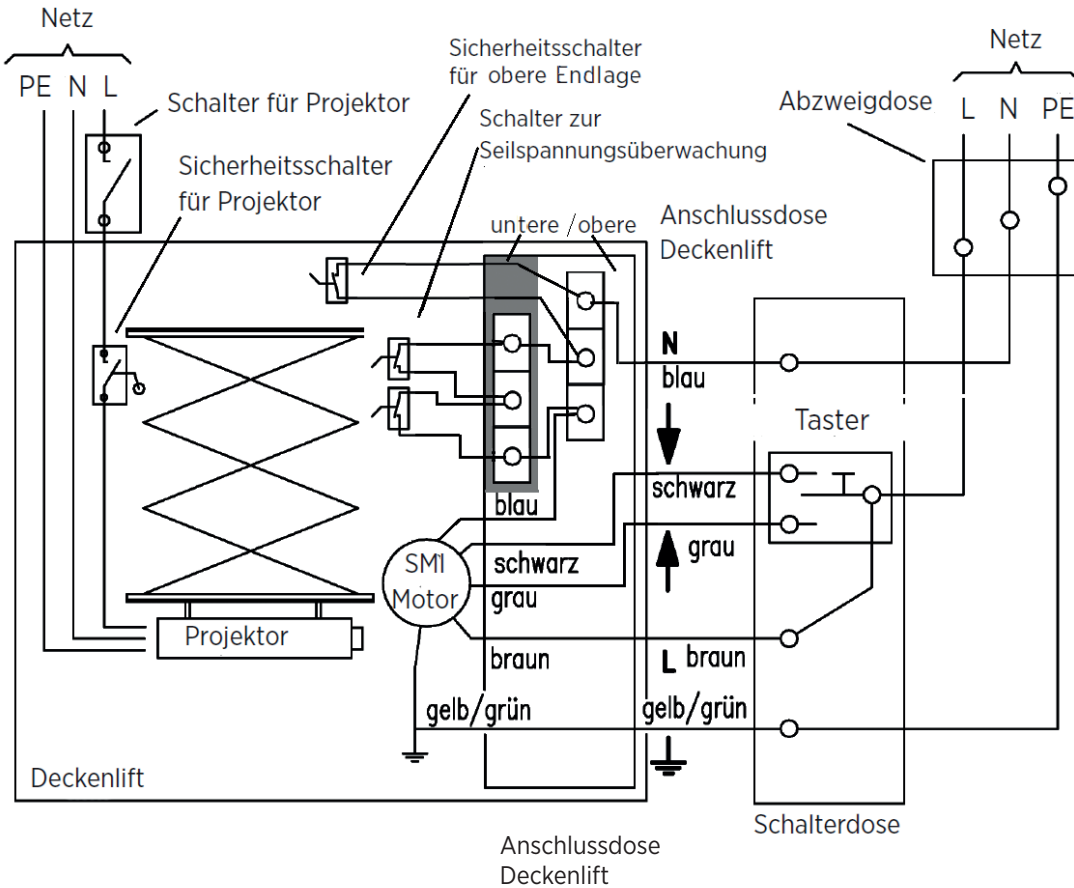 Netz
PE N L
Schalter für Projektor
Sicherheitsschalter
für Projektor
Sicherheitsschalter
für obere Endlage
Schalter zur
Seilspannungsüberwachung
untere / obere
Anschlussdose
Deckenlift
Netz
Abzweigdose
L N PE
N
blau
Taster
schwarz
grau
blau
schwarz
grau
SM1
Motor
braun
L braun
gelb/grün
gelb/grün
Projektor
Deckenlift
Schalterdose
Anschlussdose
Deckenlift